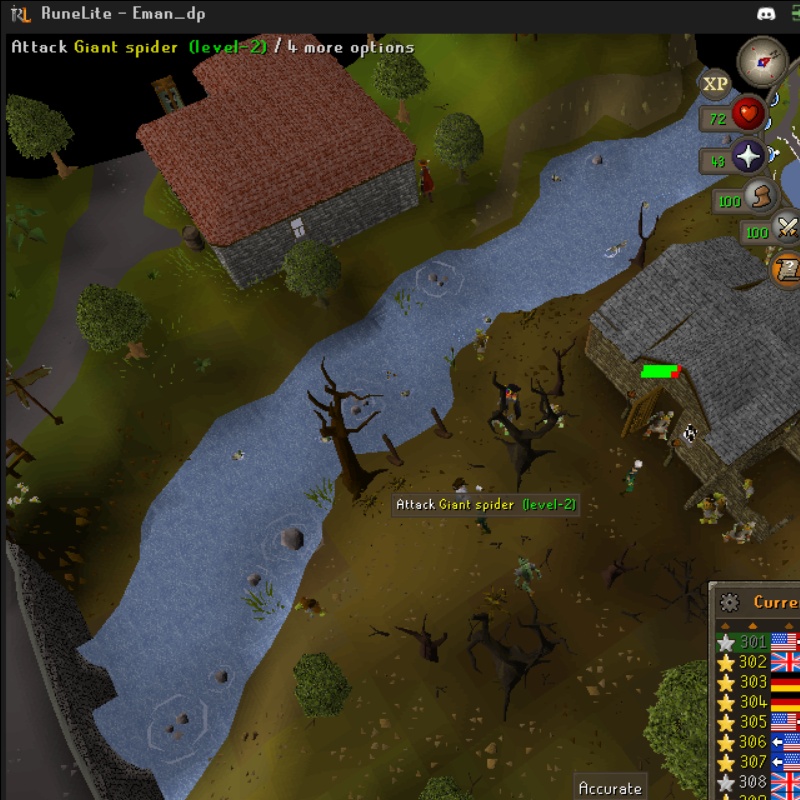 RuneLite - Eman_dp
Attack Giant spider (level-2) / 4 more options
XP
72
43
100
100
Attack Giant spider (level-2)
Curre
301
302
303
304
305
306
307
308
Accurate